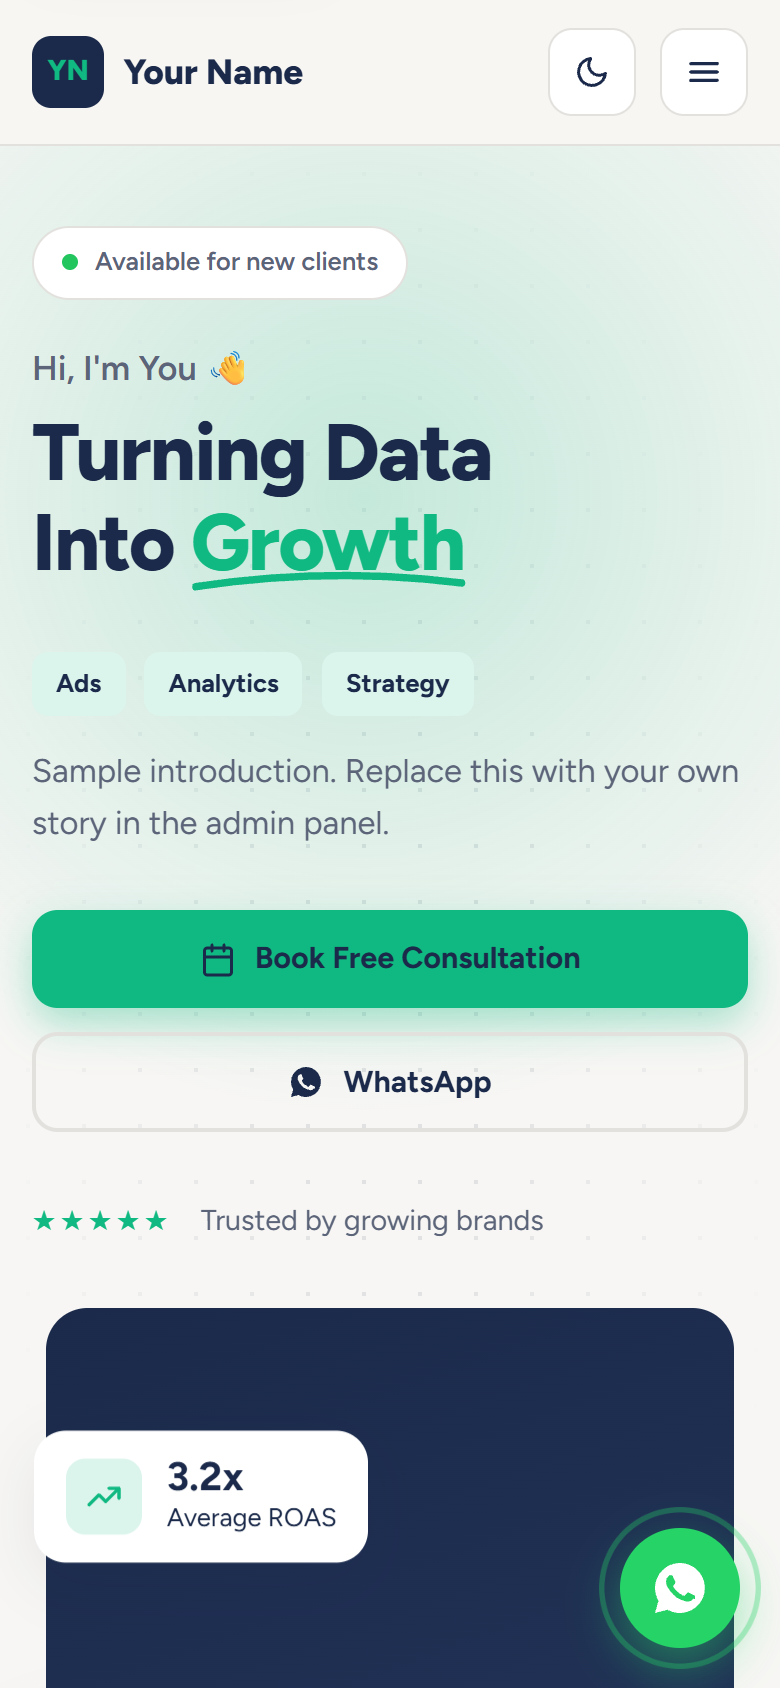 YN
Your Name
Available for new clients
Hi, I'm You 👋
Turning Data
Into Growth
Ads
Analytics
Strategy
Sample introduction. Replace this with your own
story in the admin panel.
Book Free Consultation
WhatsApp
★★★★★ Trusted by growing brands
3.2x
Average ROAS